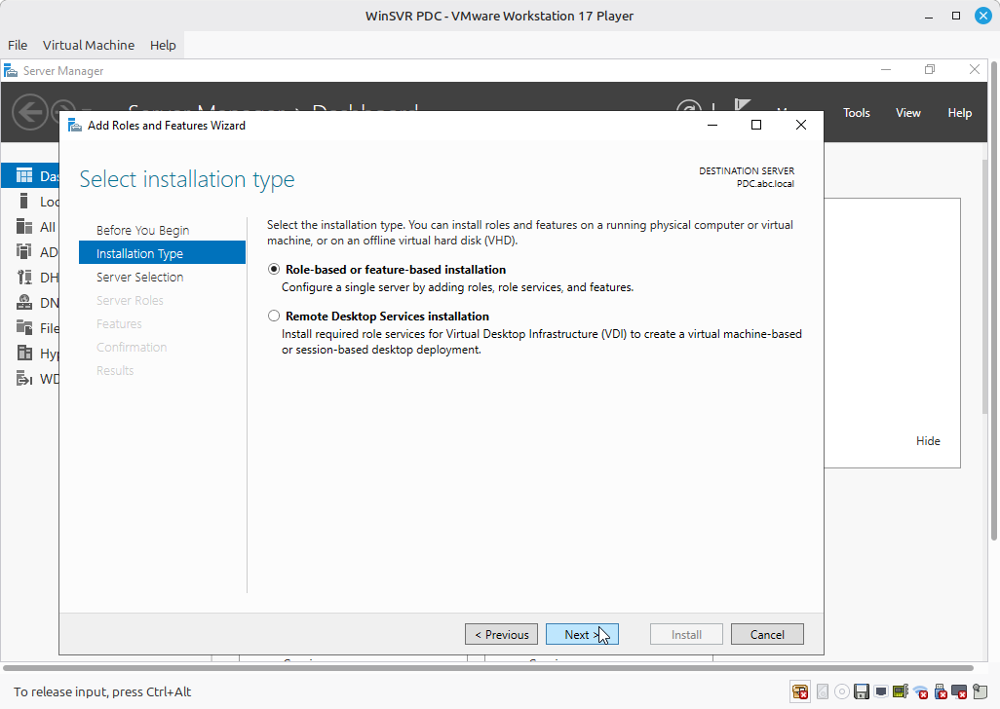 WinSVR PDC - VMware Workstation 17 Player
File Virtual Machine Help
Server Manager
Tools View Help
Add Roles and Features Wizard
Select installation type
DESTINATION SERVER
PDC.abc.local
Before You Begin
Installation Type
Server Selection
Server Roles
Features
Confirmation
Results
Select the installation type. You can install roles and features on a running physical computer or virtual
machine, or on an offline virtual hard disk (VHD).
Role-based or feature-based installation
Configure a single server by adding roles, role services, and features.
Remote Desktop Services installation
Install required role services for Virtual Desktop Infrastructure (VDI) to create a virtual machine-based
or session-based desktop deployment.
Das
Loc
All
AD
DH
DN
File
Hyp
WD
Hide
< Previous
Next >
Install
Cancel
To release input, press Ctrl+Alt